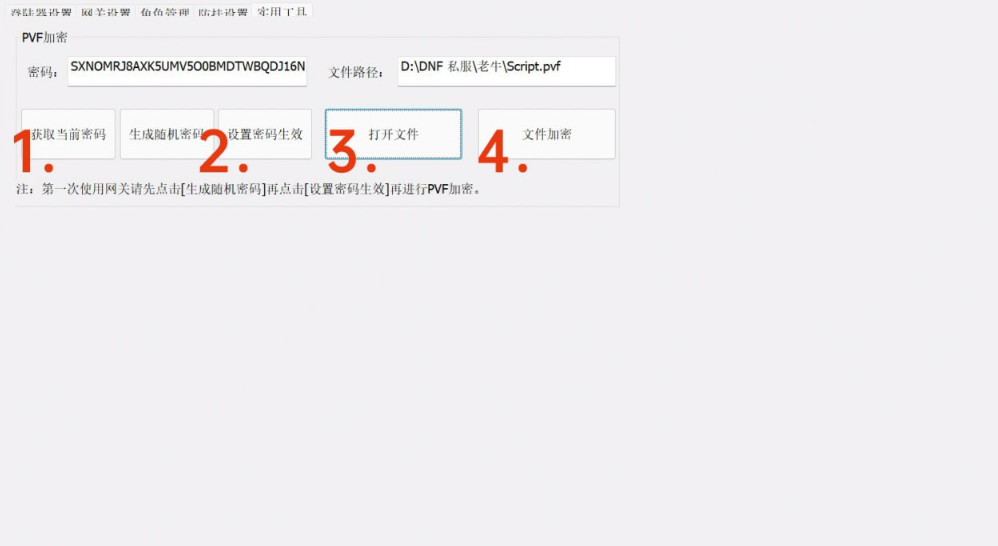 登陆器设置 网关设置 角色管理 防挂设置 实用工具
PVF加密
密码： SXNOMRJ8AXK5UMV5O0BMDTWBQDJ16N 文件路径： D:\DNF 私服\老牛\Script.pvf
获取当前密码 生成随机密码 设置密码生效 打开文件 文件加密
1. 2. 3. 4.
注：第一次使用网关请先点击[生成随机密码]再点击[设置密码生效]再进行PVF加密。